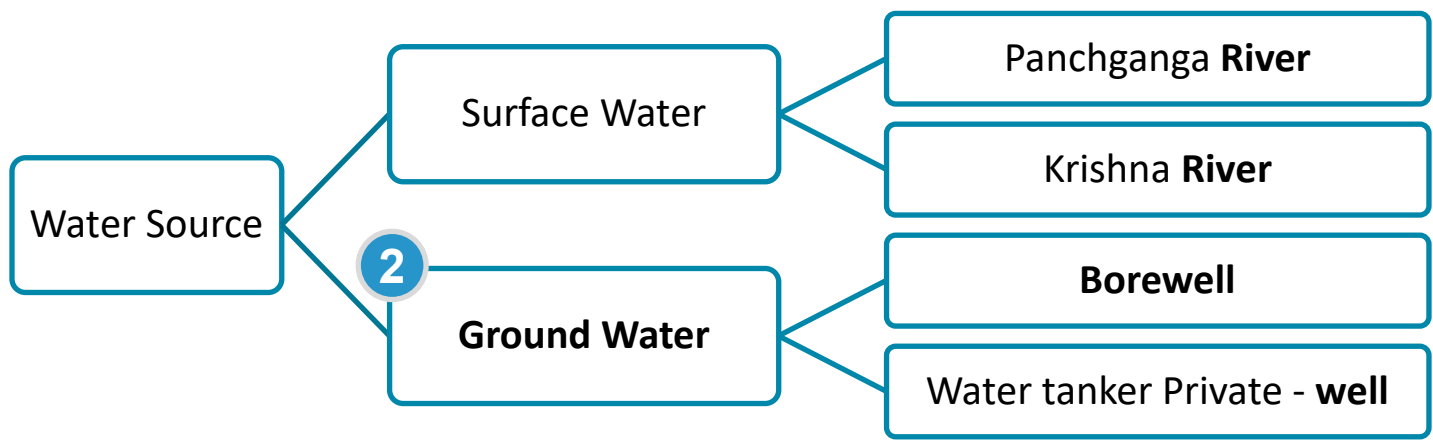 Water Source
Surface Water
Panchganga River
Krishna River
2
Ground Water
Borewell
Water tanker Private - well